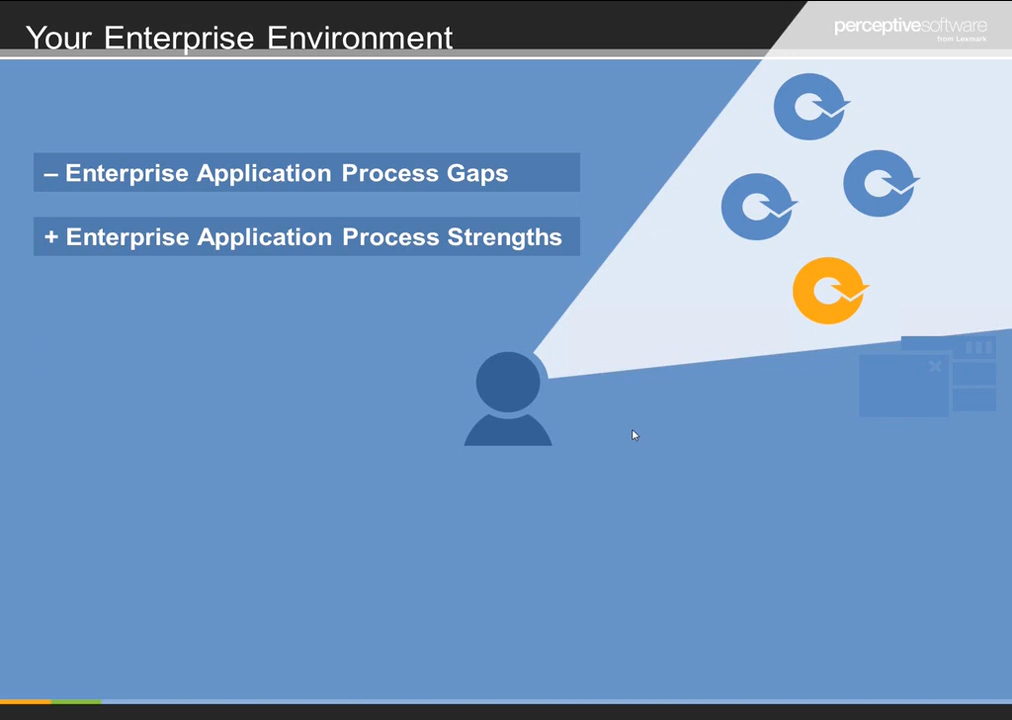 Your Enterprise Environment
perceptivesoftware
from Lexmark
– Enterprise Application Process Gaps
+ Enterprise Application Process Strengths